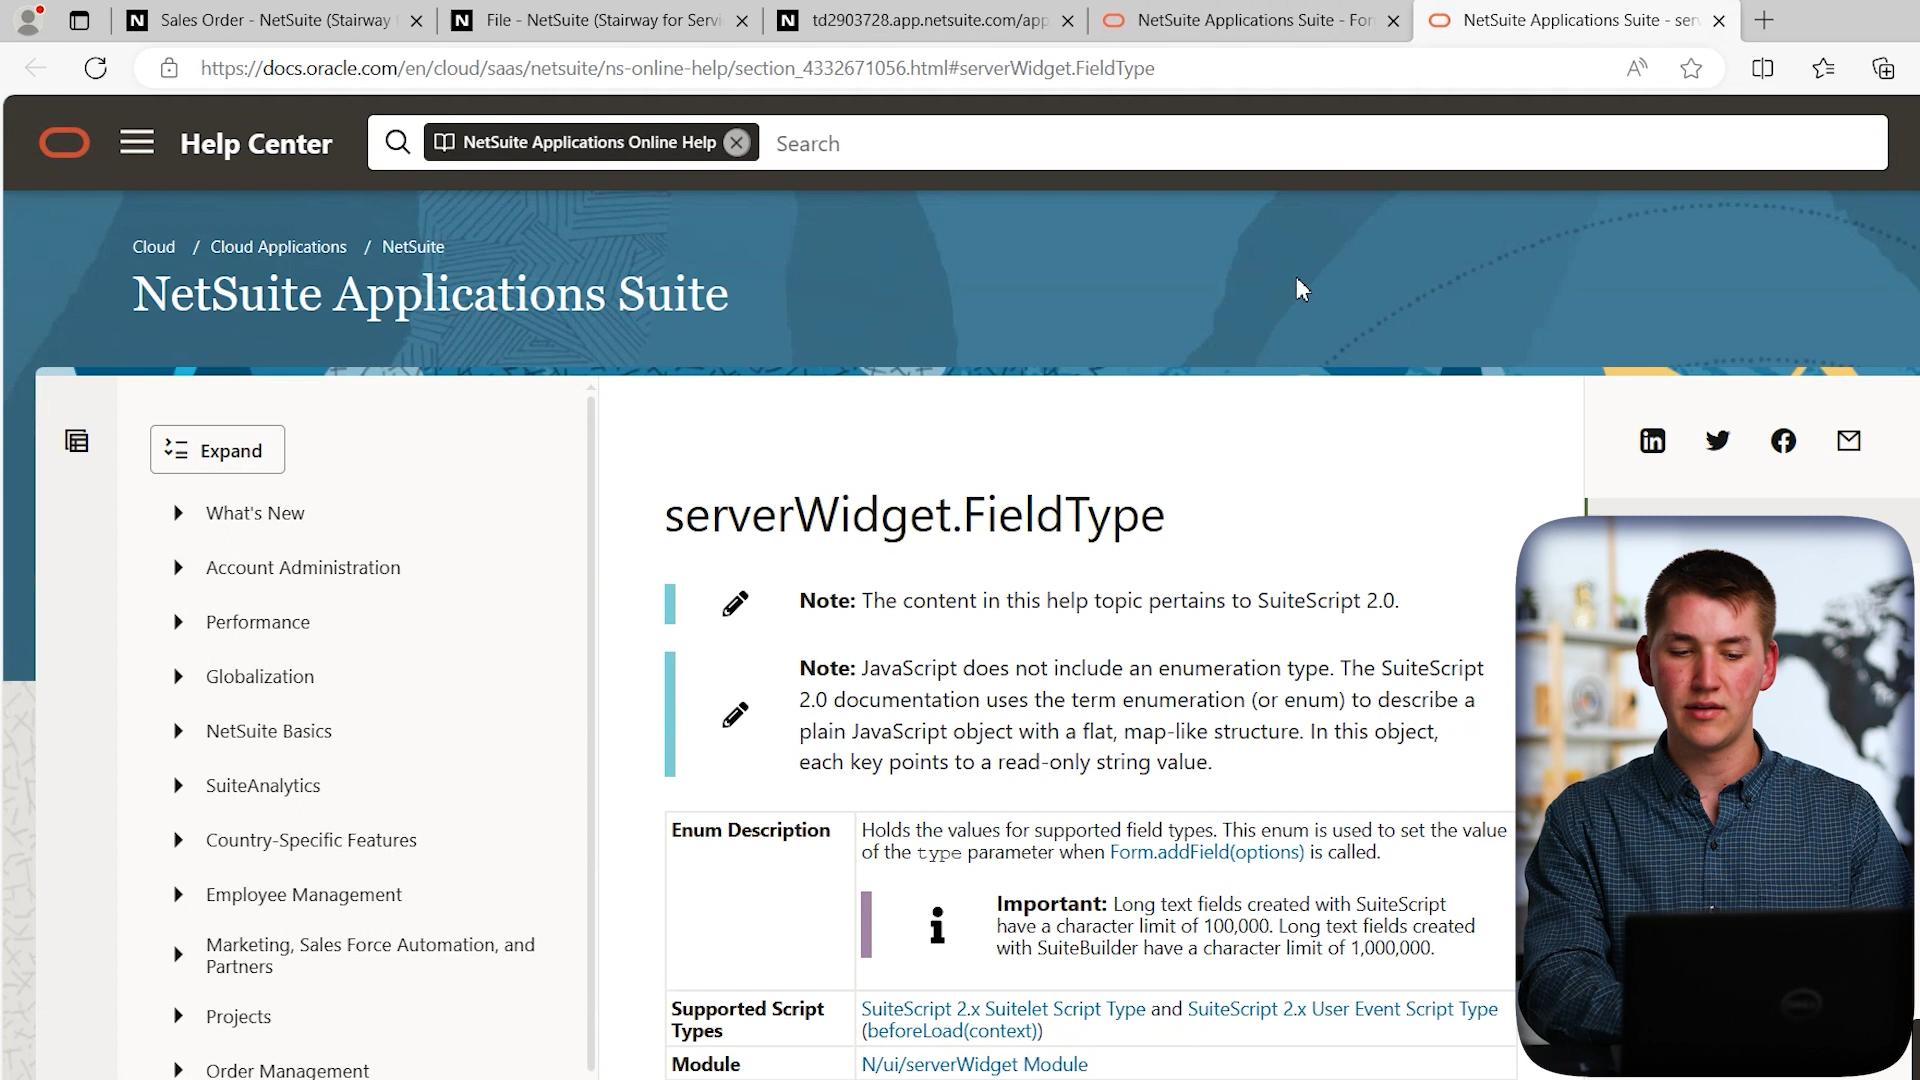 Sales Order - NetSuite (Stairway
File - NetSuite (Stairway for Servi
td2903728.app.netsuite.com/app
NetSuite Applications Suite - For
NetSuite Applications Suite - serv
https://docs.oracle.com/en/cloud/saas/netsuite/ns-online-help/section_4332671056.html#serverWidget.FieldType
Help Center
NetSuite Applications Online Help
Search
Cloud / Cloud Applications / NetSuite
NetSuite Applications Suite
Expand
What's New
Account Administration
Performance
Globalization
NetSuite Basics
SuiteAnalytics
Country-Specific Features
Employee Management
Marketing, Sales Force Automation, and
Partners
Projects
Order Management
serverWidget.FieldType
Note: The content in this help topic pertains to SuiteScript 2.0.
Note: JavaScript does not include an enumeration type. The SuiteScript
2.0 documentation uses the term enumeration (or enum) to describe a
plain JavaScript object with a flat, map-like structure. In this object,
each key points to a read-only string value.
Enum Description
Holds the values for supported field types. This enum is used to set the value
of the type parameter when Form.addField(options) is called.
Important: Long text fields created with SuiteScript
have a character limit of 100,000. Long text fields created
with SuiteBuilder have a character limit of 1,000,000.
Supported Script
Types
SuiteScript 2.x Suitelet Script Type and SuiteScript 2.x User Event Script Type
(beforeLoad(context))
Module
N/ui/serverWidget Module
DELL